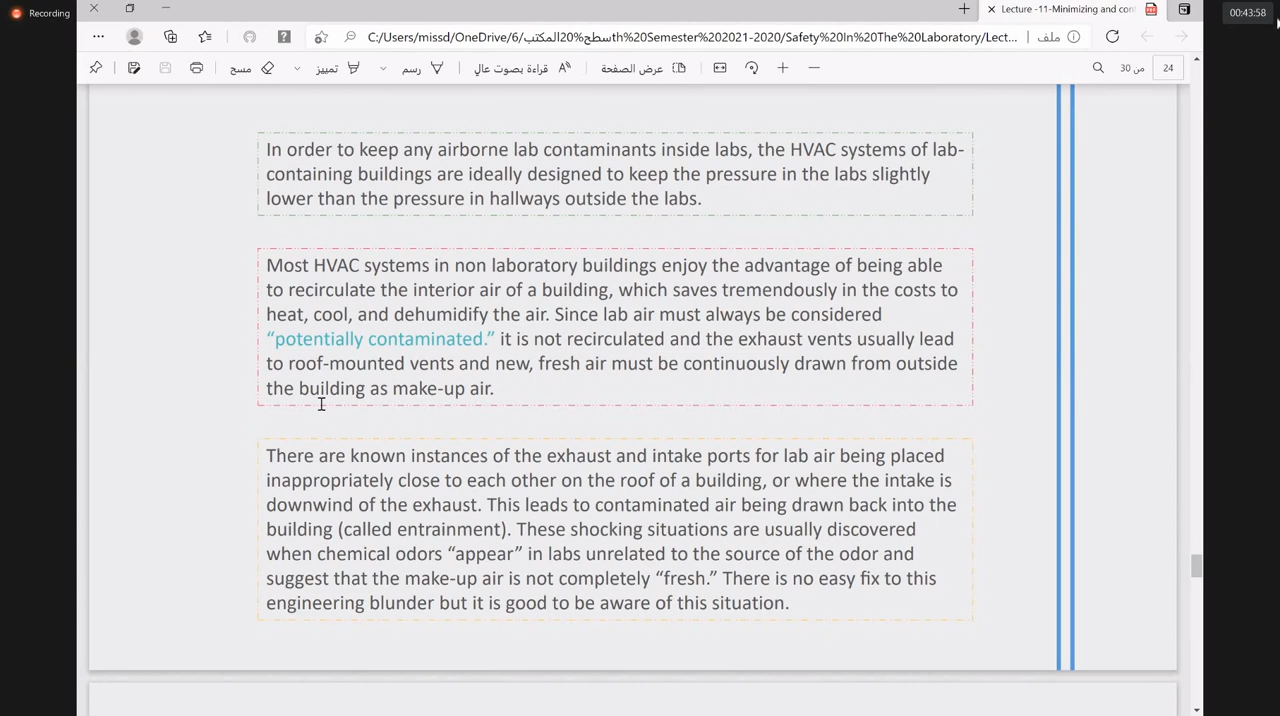 Recording
00:43:58
Lecture -11-Minimizing and con
C:/Users/missd/OneDrive/6/سطح%20المكتبth%20Semester%202021-2020/Safety%20In%20The%20Laboratory/Lect...
ملف
مسح
تمييز
رسم
قراءة بصوت عالٍ
عرض الصفحة
24 من 30
In order to keep any airborne lab contaminants inside labs, the HVAC systems of lab-
containing buildings are ideally designed to keep the pressure in the labs slightly
lower than the pressure in hallways outside the labs.
Most HVAC systems in non laboratory buildings enjoy the advantage of being able
to recirculate the interior air of a building, which saves tremendously in the costs to
heat, cool, and dehumidify the air. Since lab air must always be considered
“potentially contaminated.” it is not recirculated and the exhaust vents usually lead
to roof-mounted vents and new, fresh air must be continuously drawn from outside
the building as make-up air.
There are known instances of the exhaust and intake ports for lab air being placed
inappropriately close to each other on the roof of a building, or where the intake is
downwind of the exhaust. This leads to contaminated air being drawn back into the
building (called entrainment). These shocking situations are usually discovered
when chemical odors “appear” in labs unrelated to the source of the odor and
suggest that the make-up air is not completely “fresh.” There is no easy fix to this
engineering blunder but it is good to be aware of this situation.